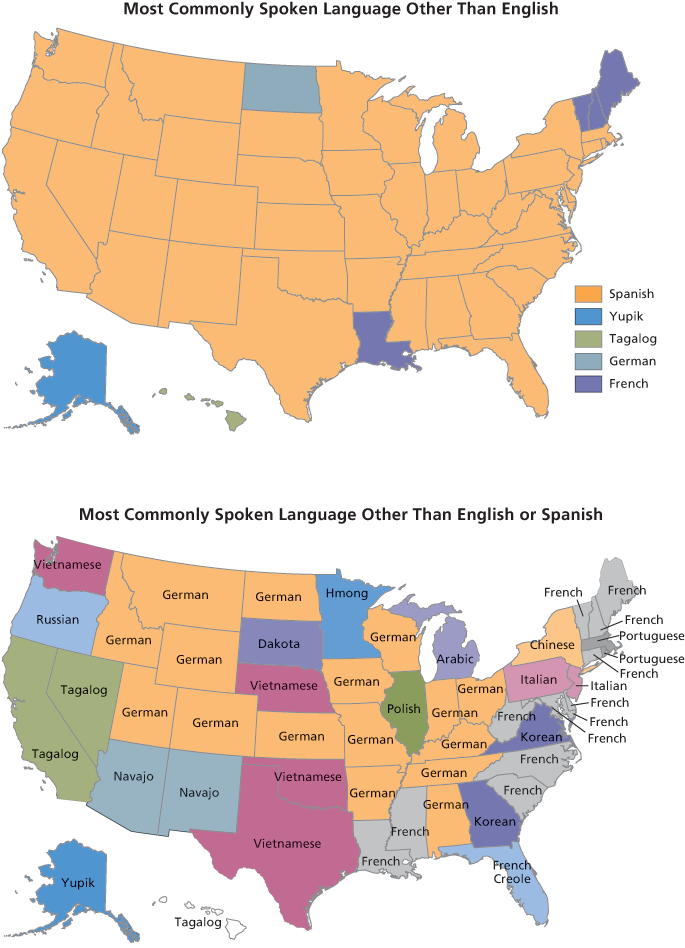 Most Commonly Spoken Language Other Than English
Spanish
Yupik
Tagalog
German
French
Most Commonly Spoken Language Other Than English or Spanish
Vietnamese
German
German
Hmong
French
French
Russian
French
German
Dakota
German
Portuguese
German
Chinese
Arabic
Portuguese
French
Tagalog
Vietnamese
German
German
Italian
Italian
German
German
German
Polish
German
French
French
French
German
German
German
Korean
French
Tagalog
Navajo
Navajo
Vietnamese
German
German
French
French
German
Korean
French
Vietnamese
French
French
Creole
Yupik
Tagalog